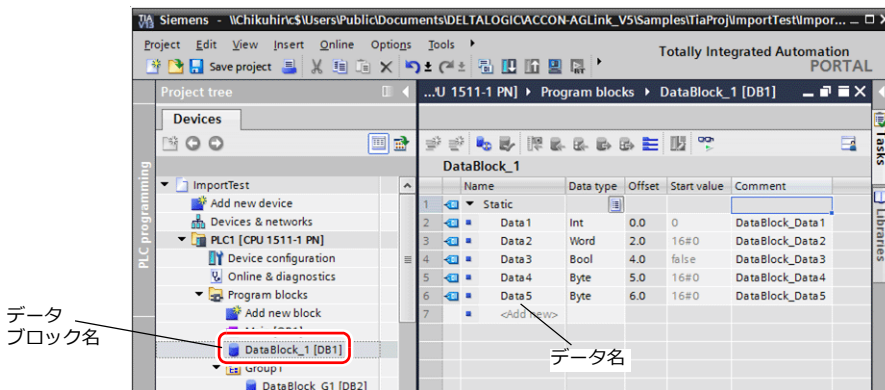 Siemens - \\Chikuhir\c$\Users\Public\Documents\DELTALOGIC\ACCON-AGLink_V5\Samples\TiaProj\ImportTest\Impor...
Project Edit View Insert Online Options Tools
Totally Integrated Automation
PORTAL
Save project
Project tree
...U 1511-1 PN] ▸ Program blocks ▸ DataBlock_1 [DB1]
Devices
Tasks
Libraries
PLC programming
DataBlock_1
Name Data type Offset Start value Comment
1 Static
2 Data1 Int 0.0 0 DataBlock_Data1
3 Data2 Word 2.0 16#0 DataBlock_Data2
4 Data3 Bool 4.0 false DataBlock_Data3
5 Data4 Byte 5.0 16#0 DataBlock_Data4
6 Data5 Byte 6.0 16#0 DataBlock_Data5
7 <Add new>
ImportTest
Add new device
Devices & networks
PLC1 [CPU 1511-1 PN]
Device configuration
Online & diagnostics
Program blocks
Add new block
DataBlock_1 [DB1]
Group1
DataBlock_G1 [DB2]
データ
ブロック名
データ名